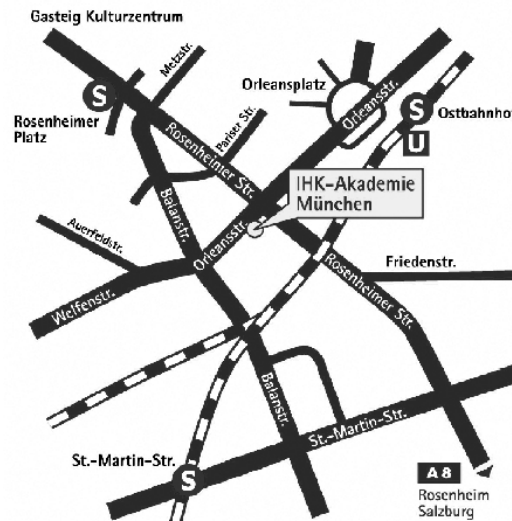 Gasteig Kulturzentrum
Metzstr.
S
Rosenheimer
Platz
Orleansplatz
Orleansstr.
S
Ostbahnhof
U
Pariser Str.
Rosenheimer Str.
IHK-Akademie
München
Balanstr.
Auerfeldstr.
Orleansstr.
Welfenstr.
Rosenheimer Str.
Friedenstr.
Balanstr.
St.-Martin-Str.
St.-Martin-Str.
S
A 8
Rosenheim
Salzburg